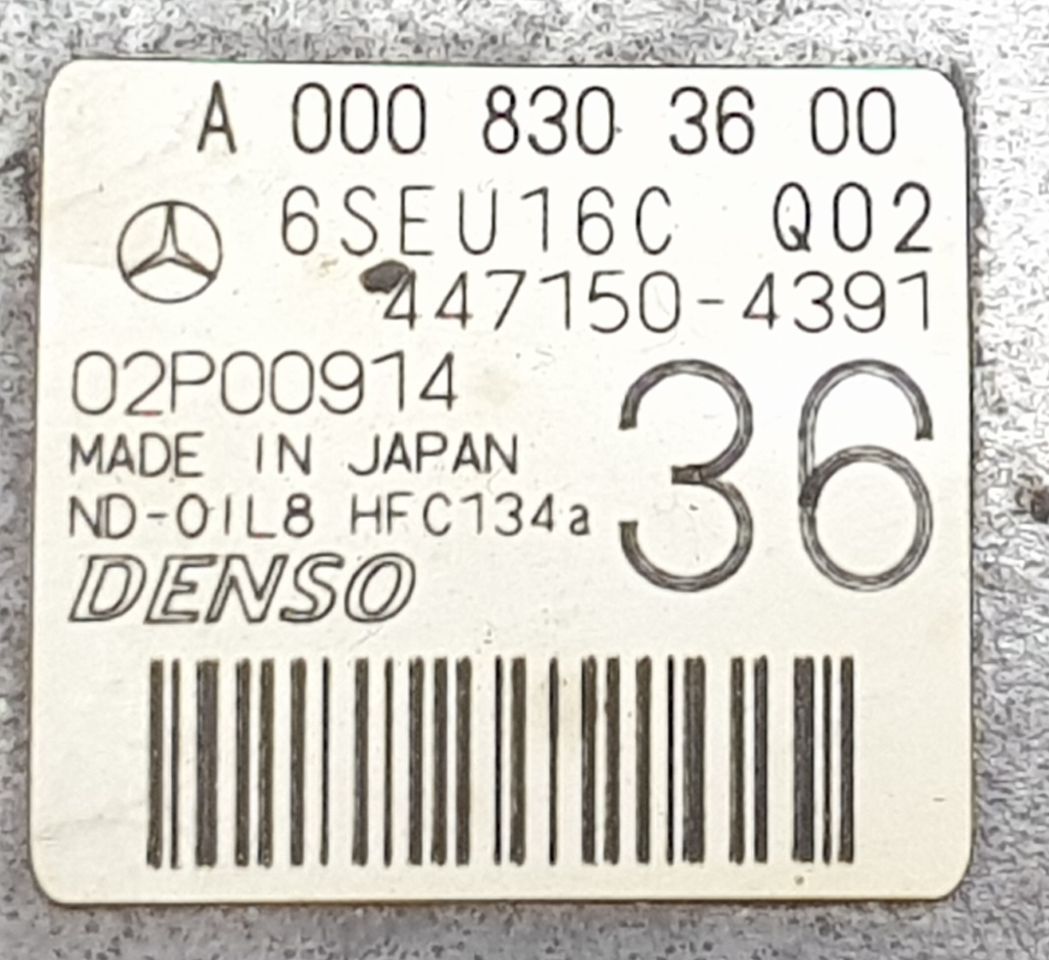 A 000 830 36 00
6SEU16C Q02
447150-4391
02P00914
36
MADE IN JAPAN
ND-OIL8 HFC134a
DENSO